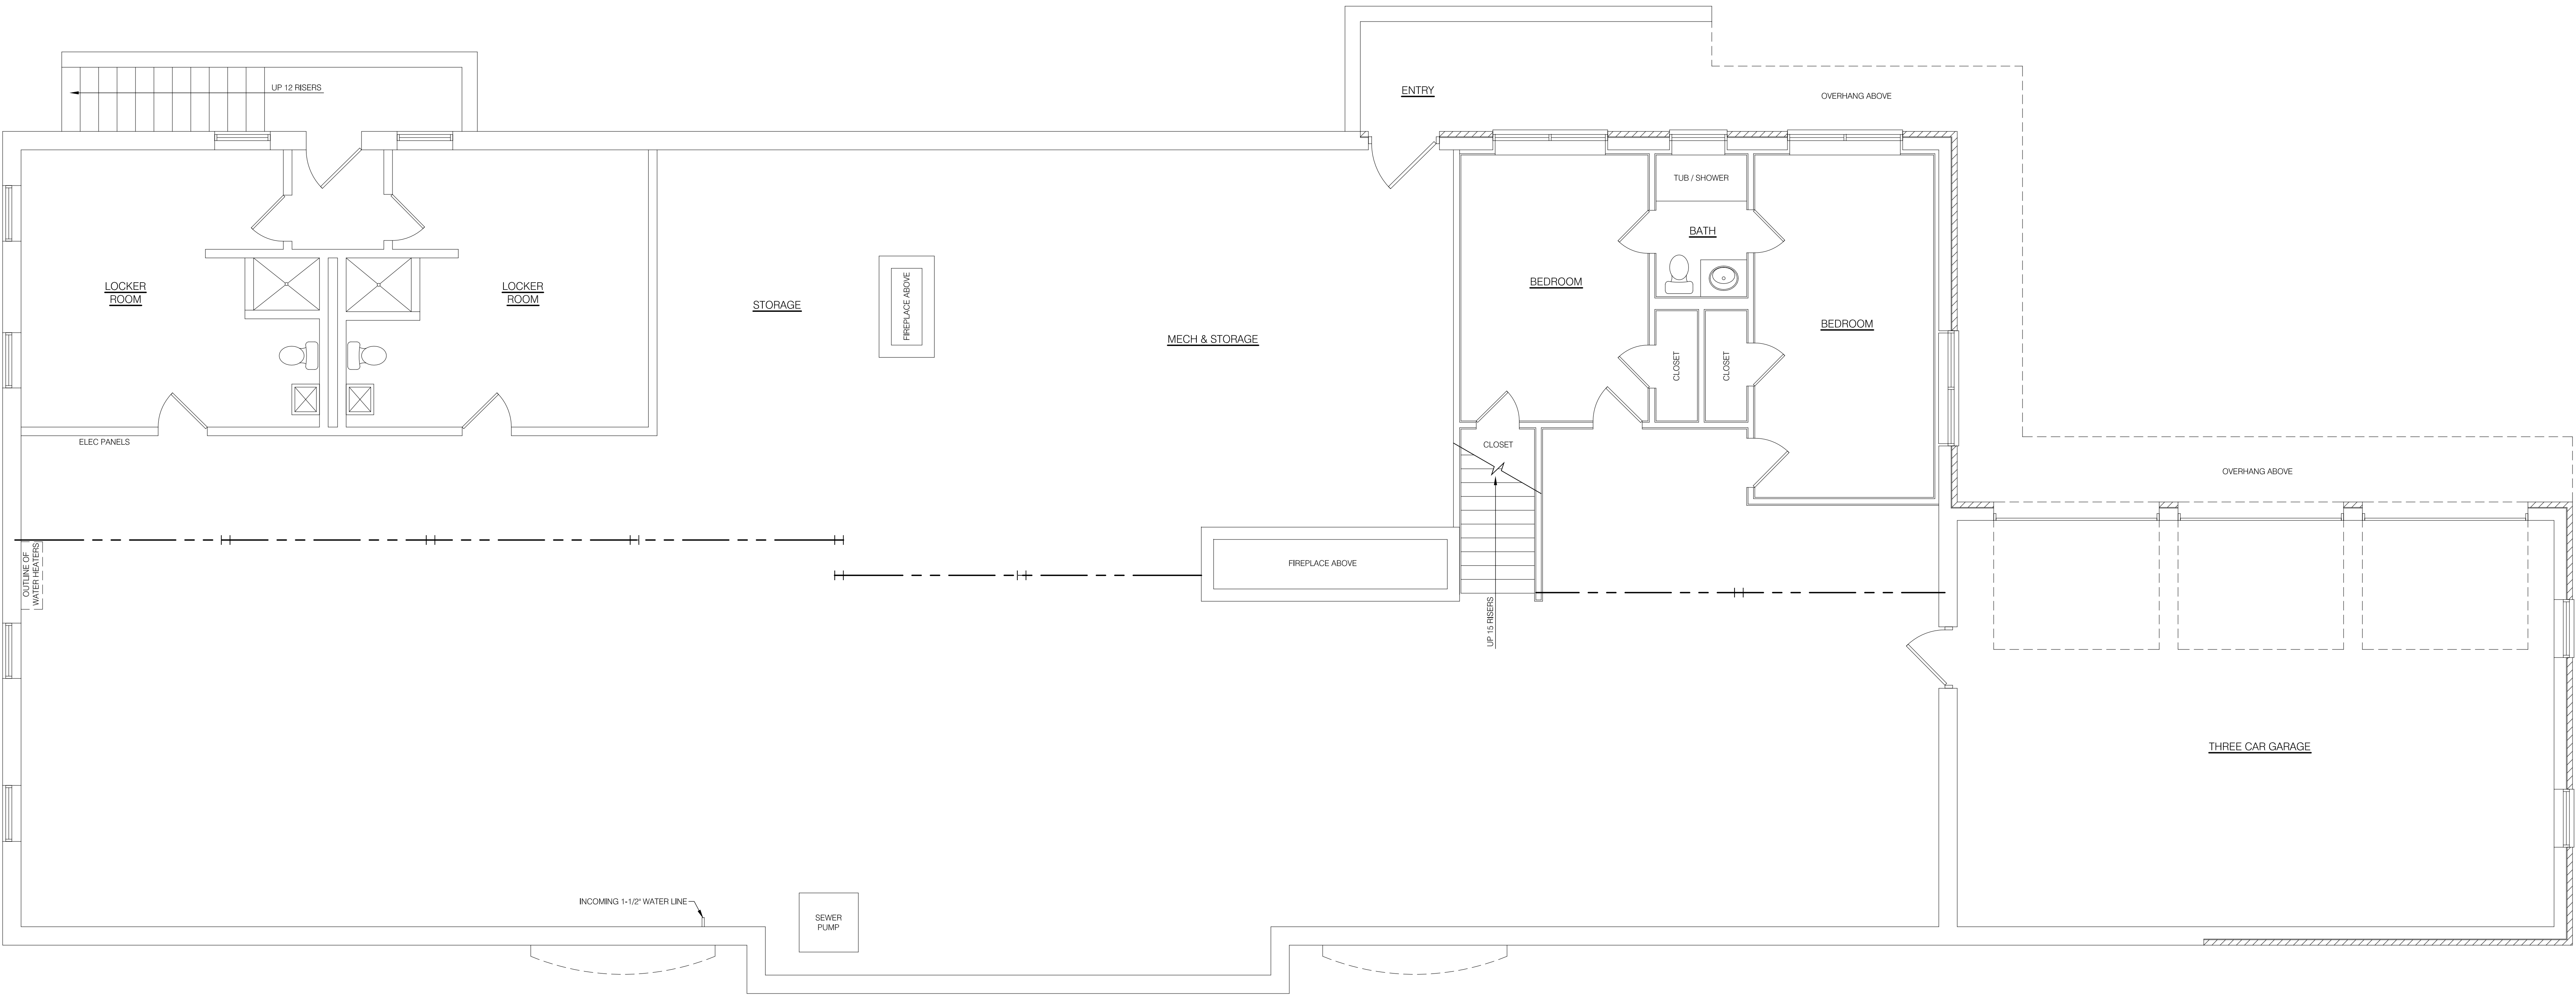 UP 12 RISERS
ENTRY
OVERHANG ABOVE
TUB / SHOWER
BATH
LOCKER
ROOM
LOCKER
ROOM
STORAGE
FIREPLACE ABOVE
MECH & STORAGE
BEDROOM
BEDROOM
CLOSET
CLOSET
ELEC PANELS
CLOSET
OVERHANG ABOVE
OUTLINE OF
WATER HEATERS
FIREPLACE ABOVE
UP 15 RISERS
THREE CAR GARAGE
INCOMING 1-1/2" WATER LINE
SEWER
PUMP